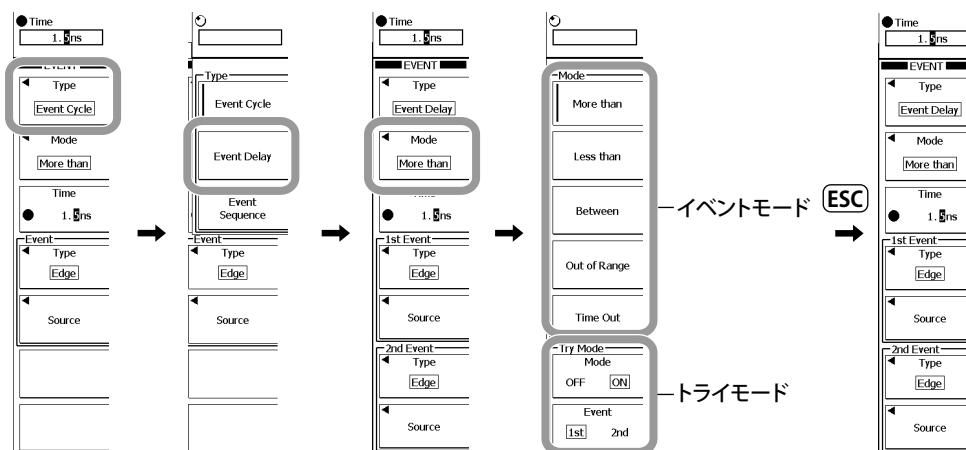 Time
1.5ns
EVENT
Type
Event Cycle
Mode
More than
Time
1.5ns
Event
Type
Edge
Source
Type
Event Cycle
Event Delay
Event
Sequence
Event
Type
Edge
Source
Time
1.5ns
EVENT
Type
Event Delay
Mode
More than
Time
1.5ns
1st Event
Type
Edge
Source
2nd Event
Type
Edge
Source
Mode
More than
Less than
Between
Out of Range
Time Out
イベントモード
Try Mode
Mode
OFF ON
Event
1st 2nd
トライモード
ESC
Time
1.5ns
EVENT
Type
Event Delay
Mode
More than
Time
1.5ns
1st Event
Type
Edge
Source
2nd Event
Type
Edge
Source